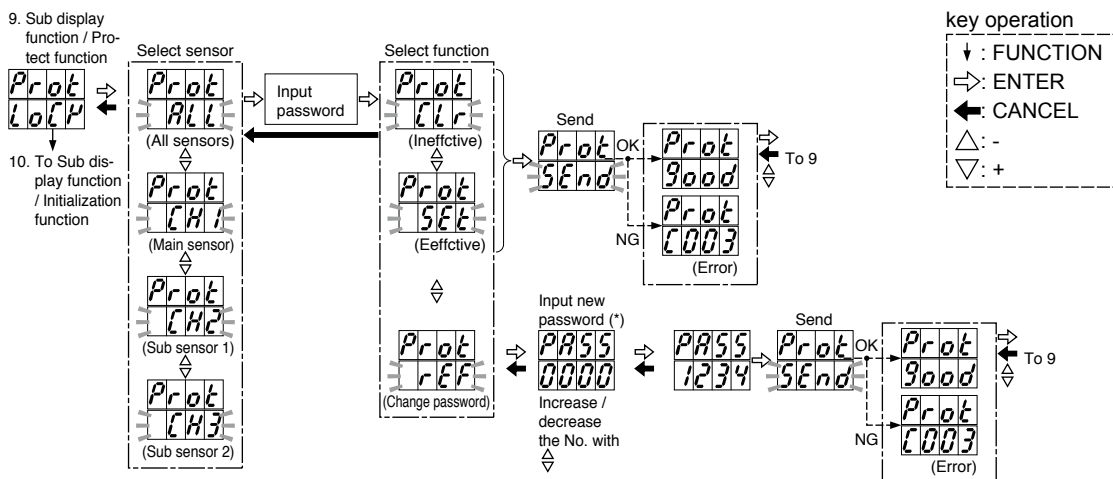 9. Sub display
function / Pro-
tect function
Prot
LoCK
10. To Sub dis-
play function
/ Initialization
function
Select sensor
Prot
ALL
(All sensors)
Prot
CH1
(Main sensor)
Prot
CH2
(Sub sensor 1)
Prot
CH3
(Sub sensor 2)
Input
password
Select function
Prot
CLr
(Ineffctive)
Prot
SEt
(Eeffctive)
Prot
rEF
(Change password)
Send
Prot
SEnd
OK
NG
Prot
good
Prot
C003
(Error)
To 9
Input new
password (*)
PASS
0000
Increase /
decrease
the No. with
PASS
1234
Send
Prot
SEnd
OK
NG
Prot
good
Prot
C003
(Error)
To 9
key operation
: FUNCTION
: ENTER
: CANCEL
: -
: +